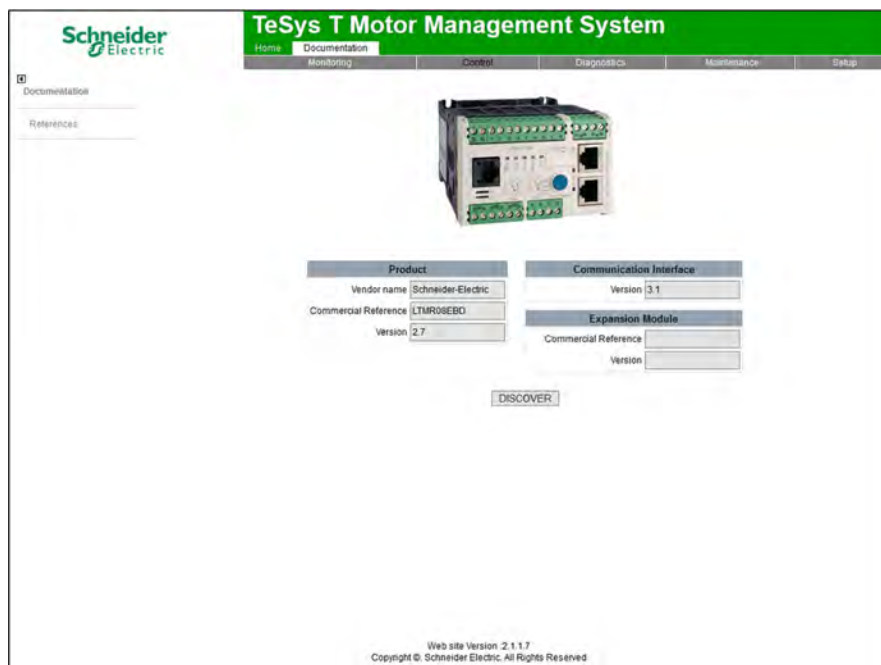 Schneider
Electric
TeSys T Motor Management System
Home Documentation
Monitoring Control Diagnostics Maintenance Setup
Documentation
References
Product
Vendor name Schneider-Electric
Commercial Reference LTMR08EBD
Version 2.7
Communication Interface
Version 3.1
Expansion Module
Commercial Reference
Version
DISCOVER
Web site Version :2.1.1.7
Copyright ©, Schneider Electric. All Rights Reserved